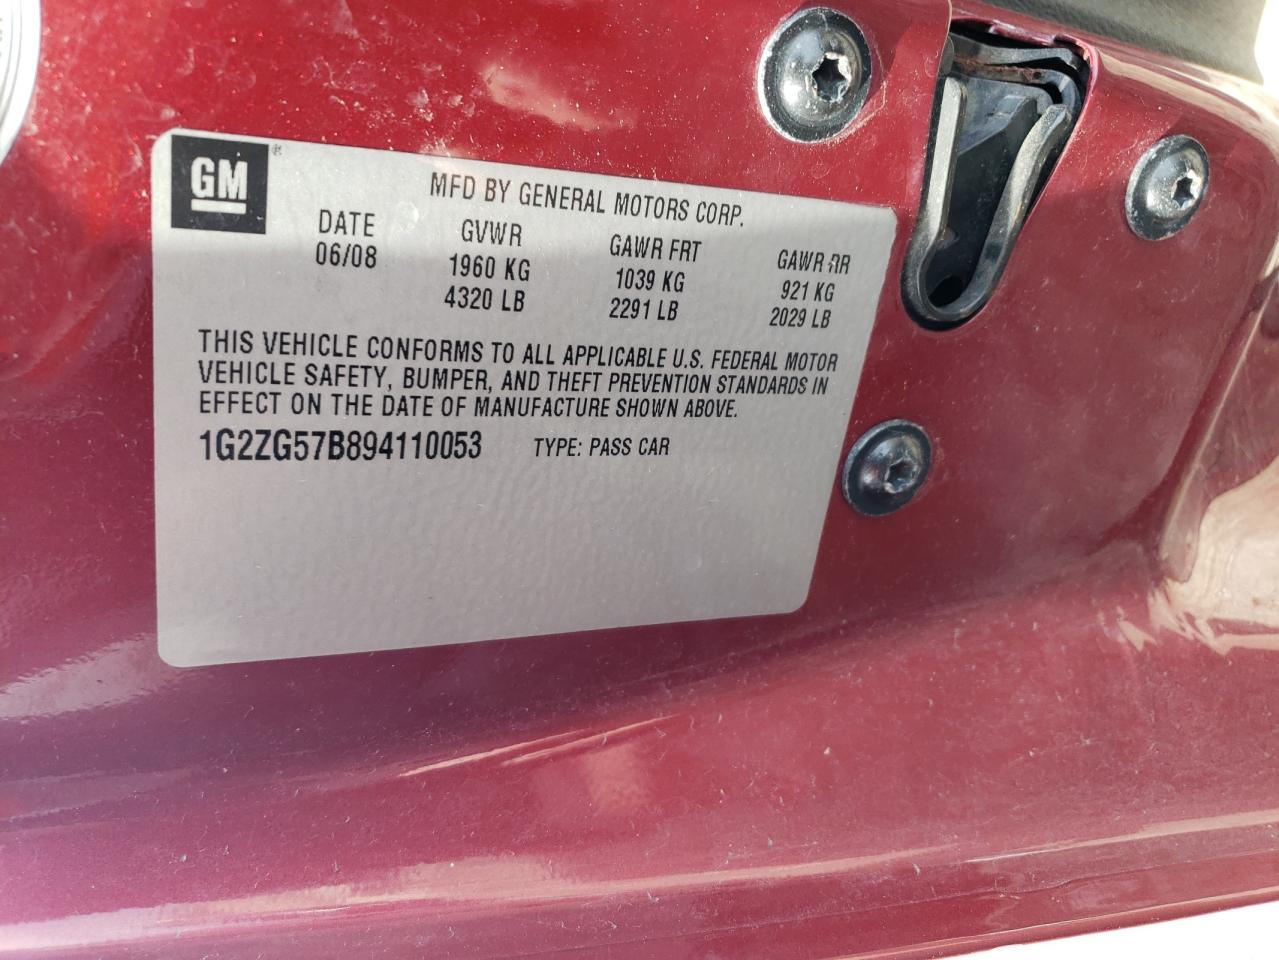 GM®
MFD BY GENERAL MOTORS CORP.
DATE GVWR GAWR FRT GAWR RR
06/08 1960 KG 1039 KG 921 KG
4320 LB 2291 LB 2029 LB
THIS VEHICLE CONFORMS TO ALL APPLICABLE U.S. FEDERAL MOTOR
VEHICLE SAFETY, BUMPER, AND THEFT PREVENTION STANDARDS IN
EFFECT ON THE DATE OF MANUFACTURE SHOWN ABOVE.
1G2ZG57B894110053 TYPE: PASS CAR